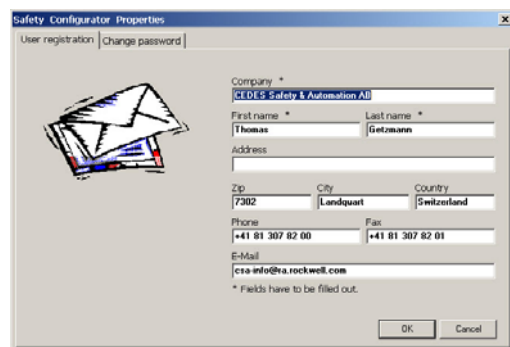 Safety Configurator Properties
User registration Change password
Company *
CEDES Safety & Automation AB
First name * Last name *
Thomas Getzmann
Address
Zip City Country
7302 Landquart Switzerland
Phone Fax
+41 81 307 82 00 +41 81 307 82 01
E-Mail
csa-info@ra.rockwell.com
* Fields have to be filled out.
OK Cancel